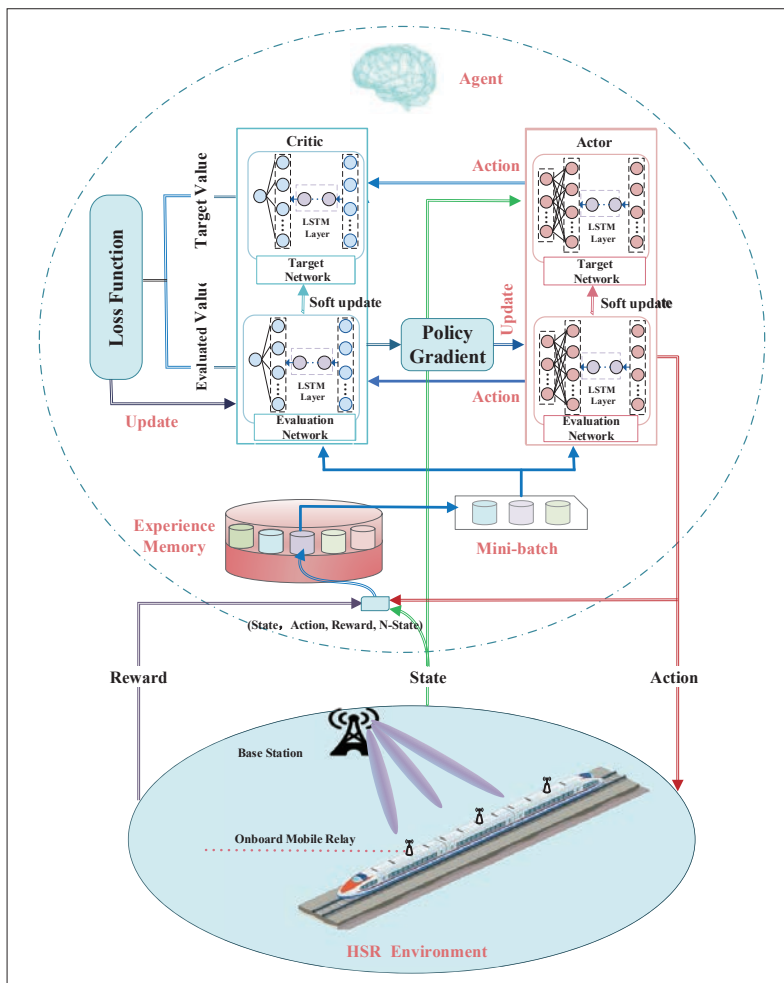 Agent
Critic
Actor
Action
Target Value
LSTM
Layer
LSTM
Layer
Target
Network
Target
Network
Loss Function
Soft update
Soft update
Evaluated Value
Policy
Gradient
Update
LSTM
Layer
LSTM
Layer
Action
Update
Evaluation
Network
Evaluation
Network
Experience
Memory
Mini-batch
(State, Action, Reward, N-State)
Reward
State
Action
Base Station
Onboard Mobile Relay
HSR Environment